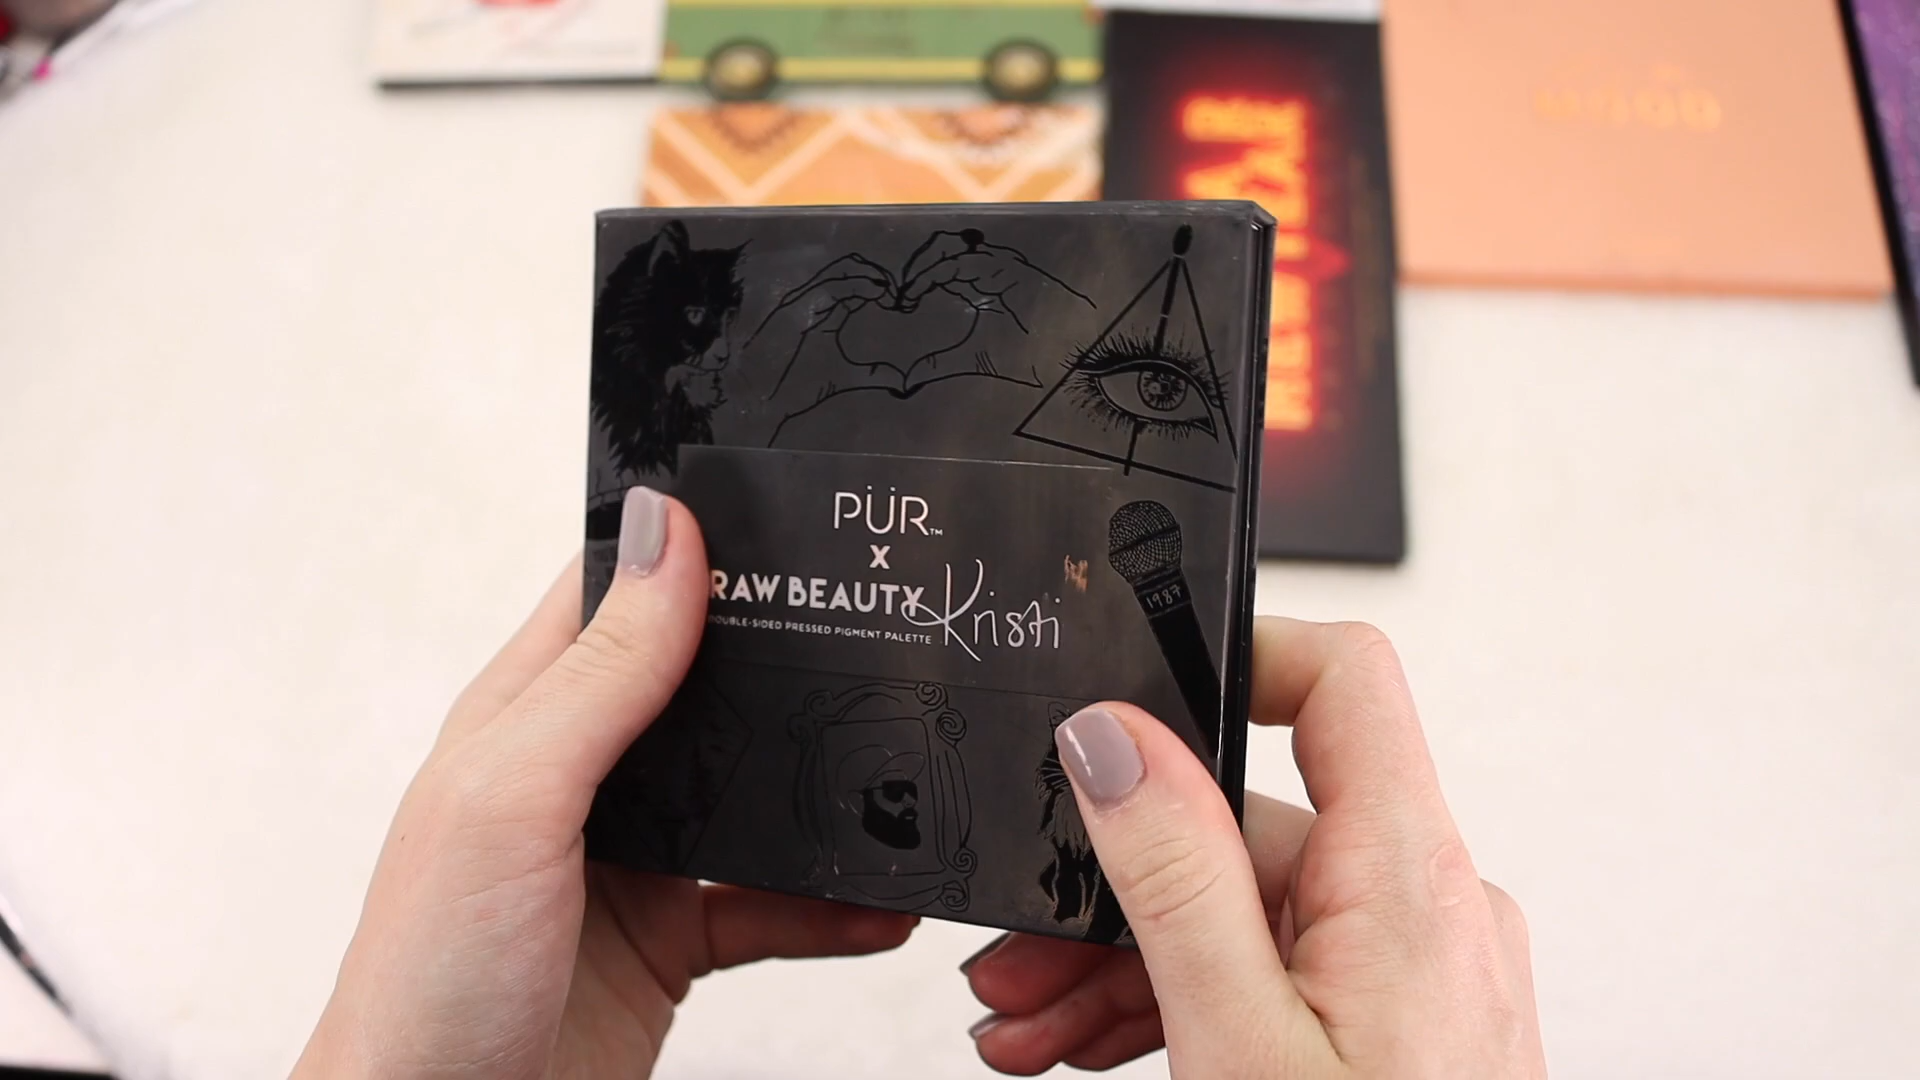 PÜR™
X
RAW BEAUTY Kristi
DOUBLE-SIDED PRESSED PIGMENT PALETTE
1987